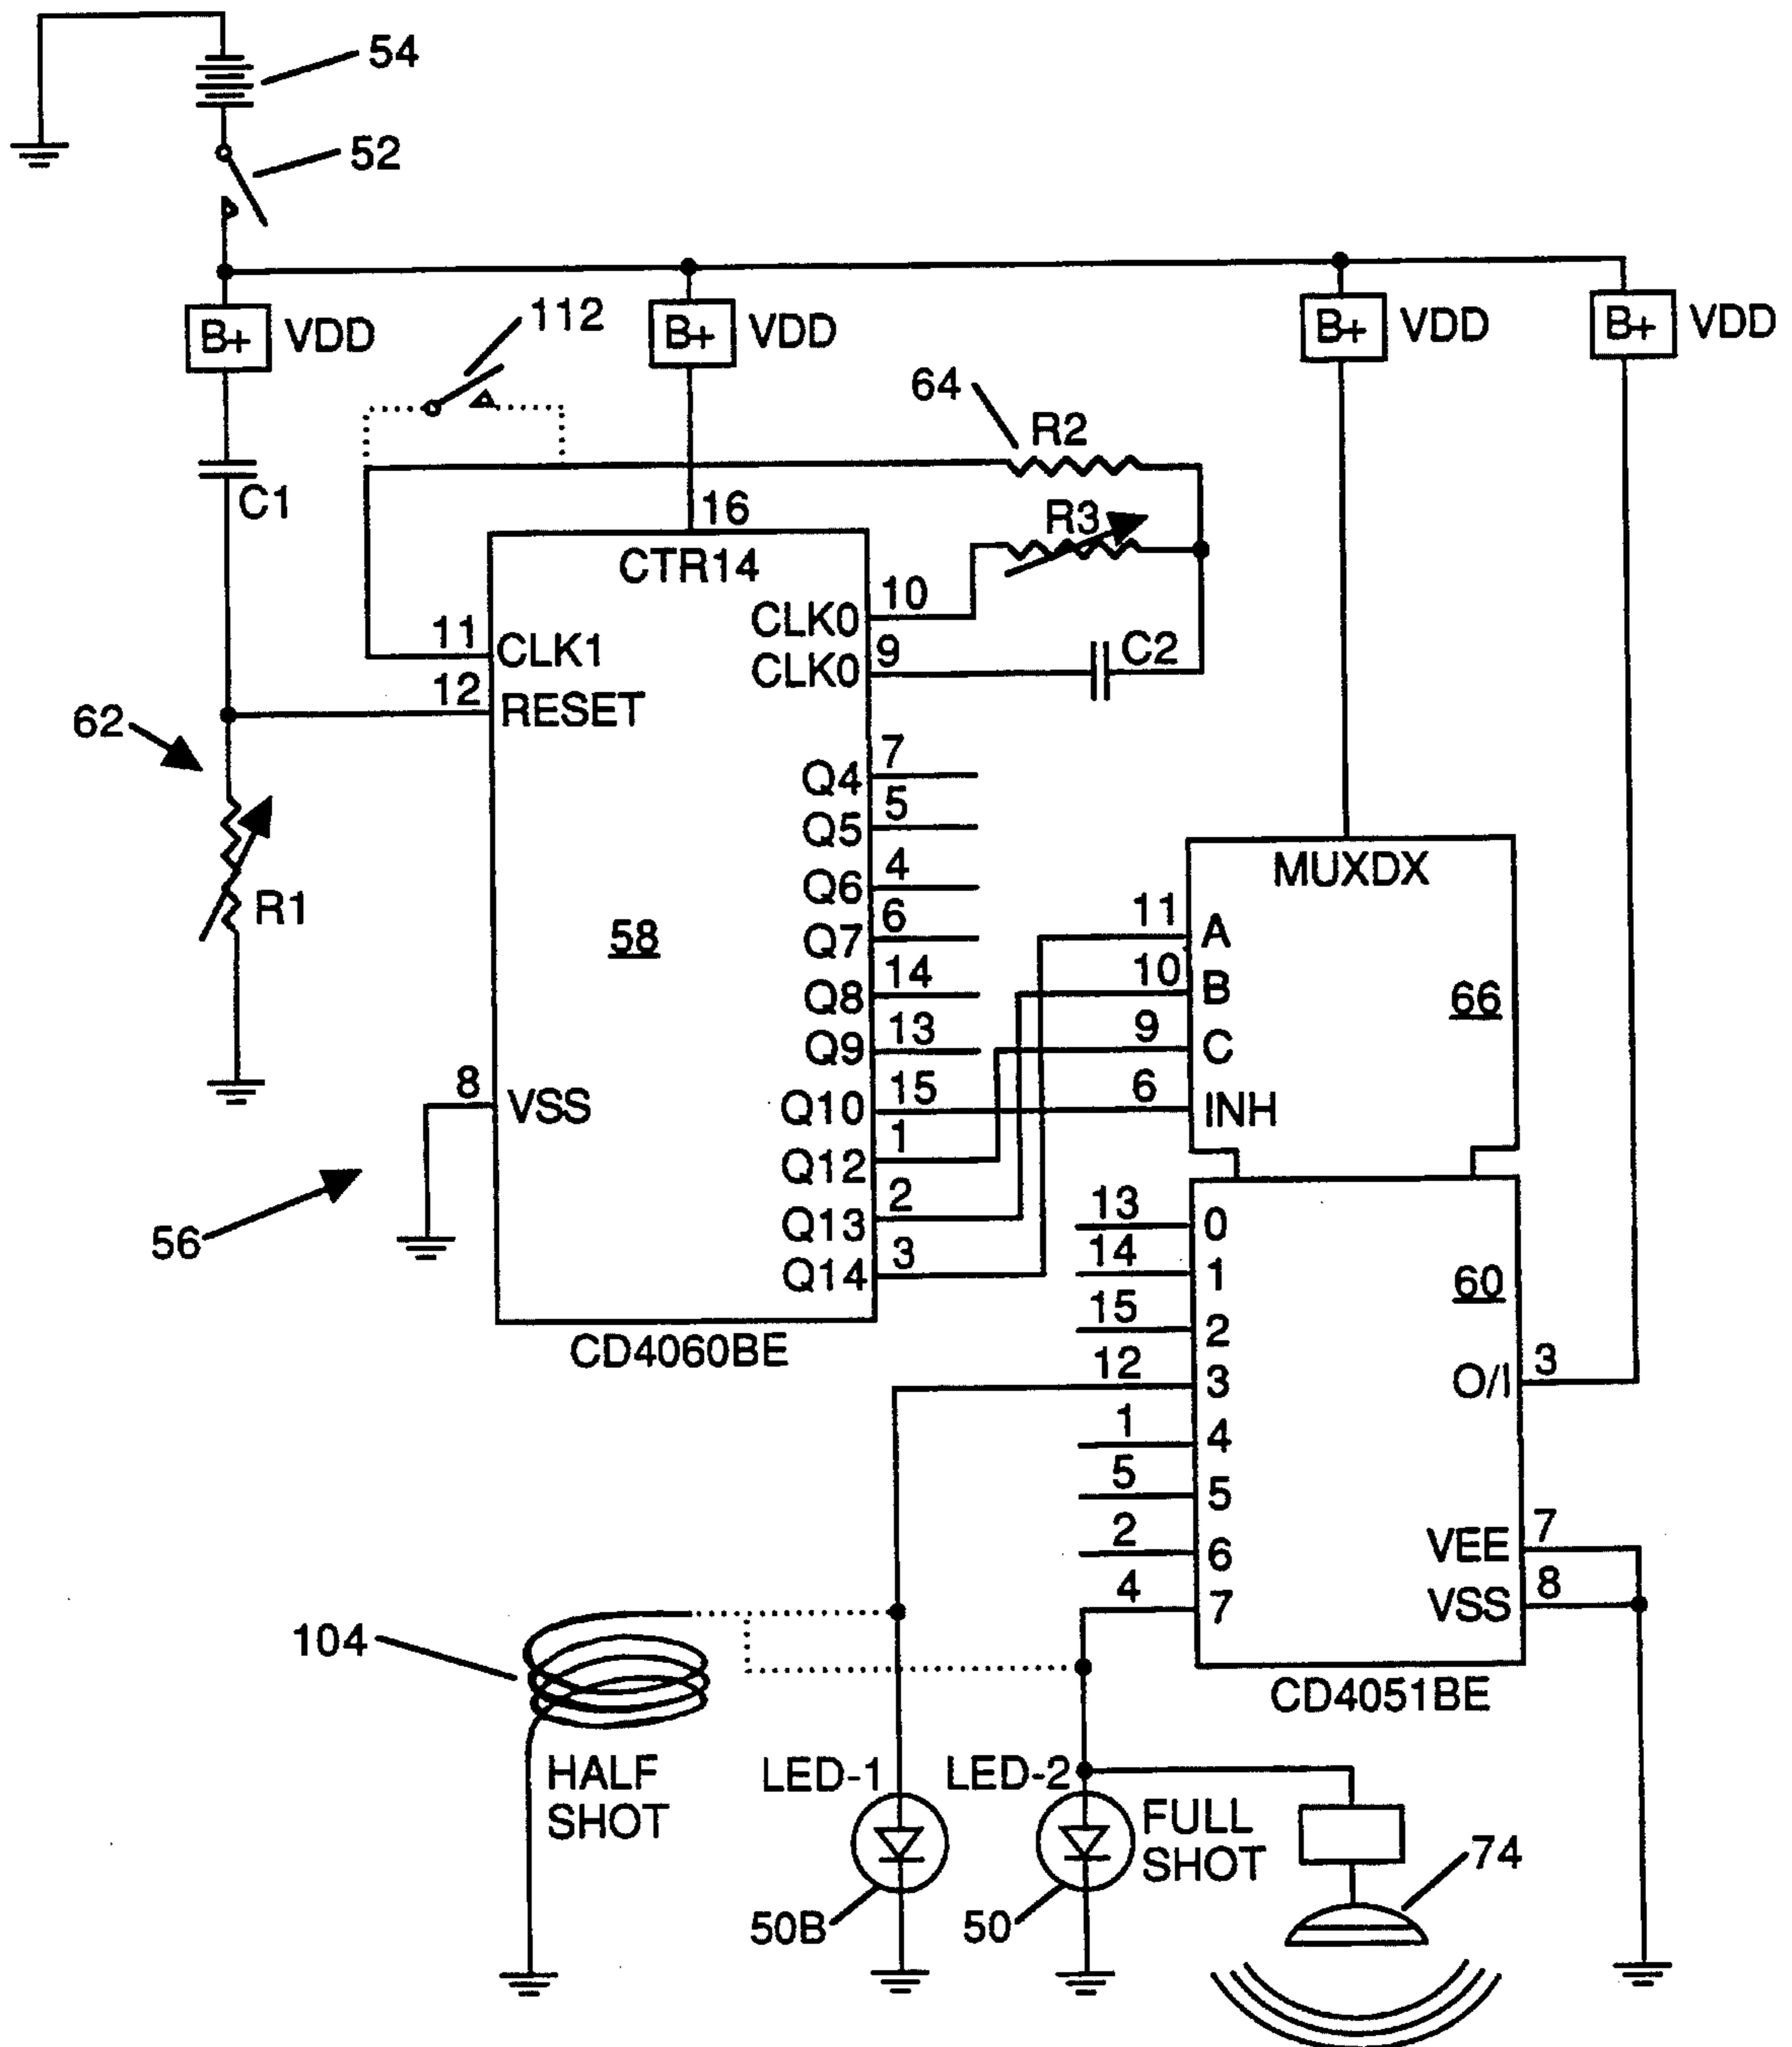 54
52
B+ VDD
B+ VDD
B+ VDD
B+ VDD
112
64
R2
C1
16
R3
CTR14
10
CLK0
11
CLK1
9
CLK0
C2
12
RESET
62
7
Q4
5
Q5
4
Q6
6
Q7
14
Q8
13
Q9
15
Q10
1
Q12
2
Q13
3
Q14
R1
58
8
VSS
56
CD4060BE
MUXDX
11
A
10
B
9
C
6
INH
66
13
0
14
1
15
2
12
3
1
4
5
5
2
6
4
7
60
3
O/I
7
VEE
8
VSS
CD4051BE
104
HALF
SHOT
LED-1
LED-2
FULL
SHOT
50B
50
74